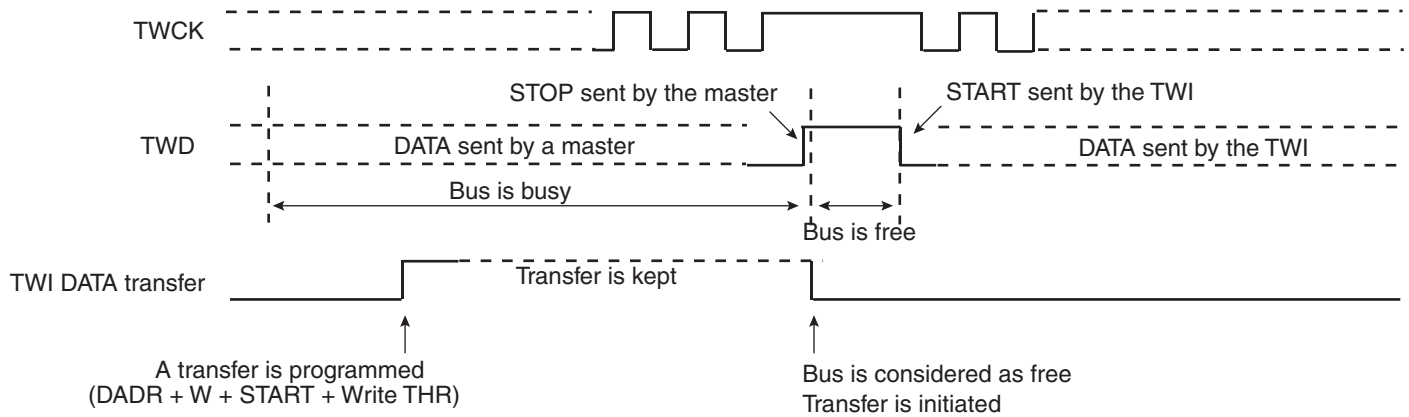 TWCK
STOP sent by the master
START sent by the TWI
TWD
DATA sent by a master
DATA sent by the TWI
Bus is busy
Bus is free
TWI DATA transfer
Transfer is kept
A transfer is programmed
(DADR + W + START + Write THR)
Bus is considered as free
Transfer is initiated